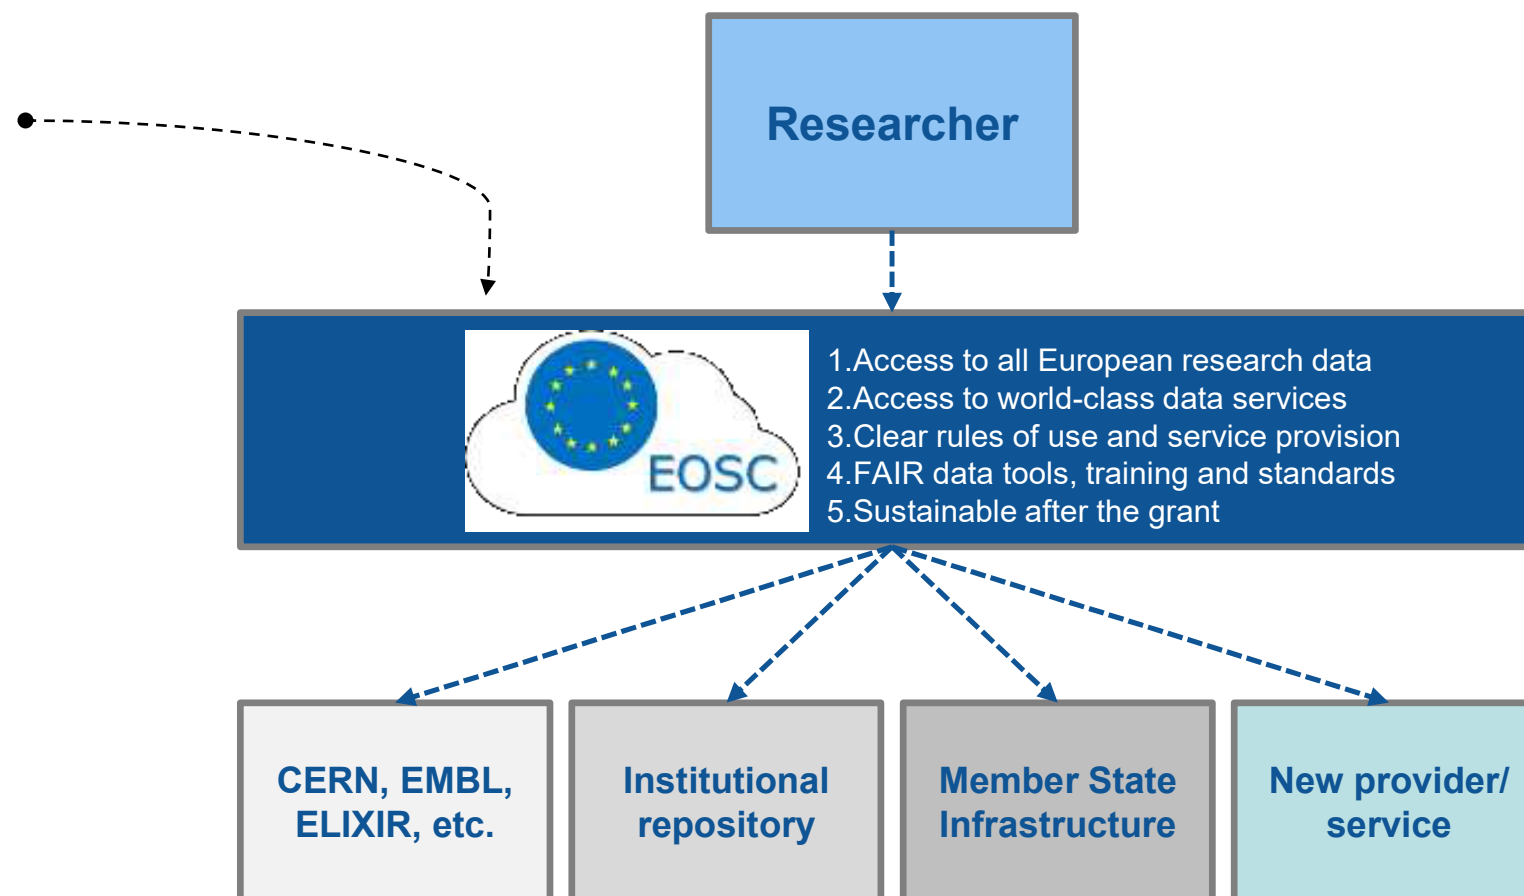 Researcher
EOSC
1.Access to all European research data
2.Access to world-class data services
3.Clear rules of use and service provision
4.FAIR data tools, training and standards
5.Sustainable after the grant
CERN, EMBL,
ELIXIR, etc.
Institutional
repository
Member State
Infrastructure
New provider/
service